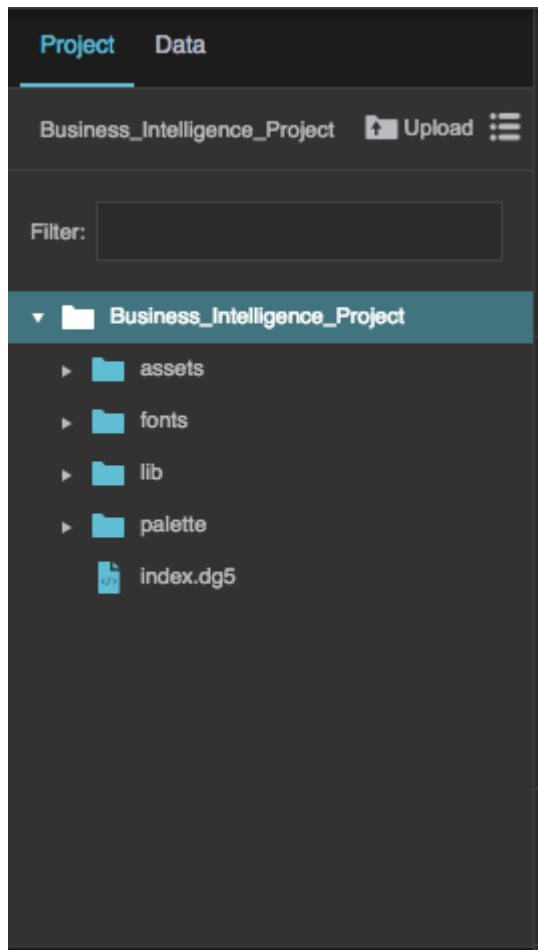 Project Data
Business_Intelligence_Project Upload
Filter:
Business_Intelligence_Project
assets
fonts
lib
palette
index.dg5